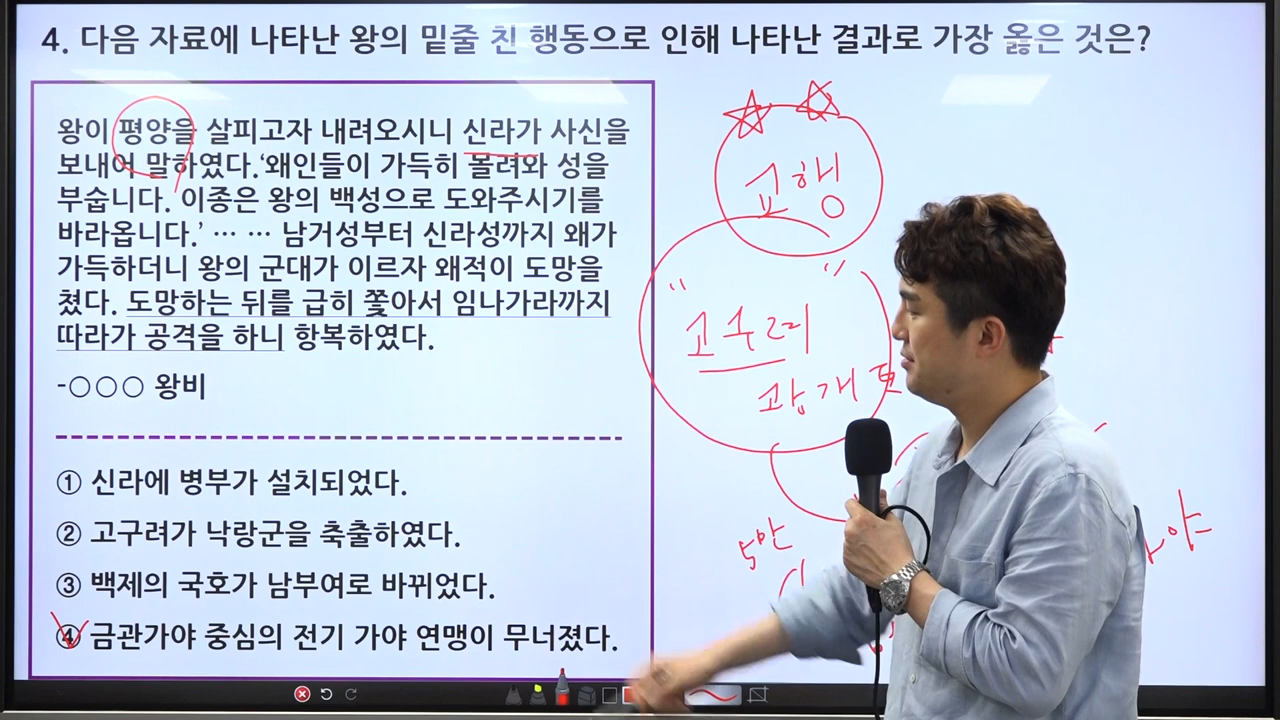 4. 다음 자료에 나타난 왕의 밑줄 친 행동으로 인해 나타난 결과로 가장 옳은 것은?
왕이 평양을 살피고자 내려오시니 신라가 사신을
보내어 말하였다.‘왜인들이 가득히 몰려와 성을
부숩니다. 이종은 왕의 백성으로 도와주시기를
바라옵니다.’ … … 남거성부터 신라성까지 왜가
가득하더니 왕의 군대가 이르자 왜적이 도망을
쳤다. 도망하는 뒤를 급히 쫓아서 임나가라까지
따라가 공격을 하니 항복하였다.
-○○○ 왕비
① 신라에 병부가 설치되었다.
② 고구려가 낙랑군을 축출하였다.
③ 백제의 국호가 남부여로 바뀌었다.
④ 금관가야 중심의 전기 가야 연맹이 무너졌다.
교행
"고구려"
광개토
5만
야